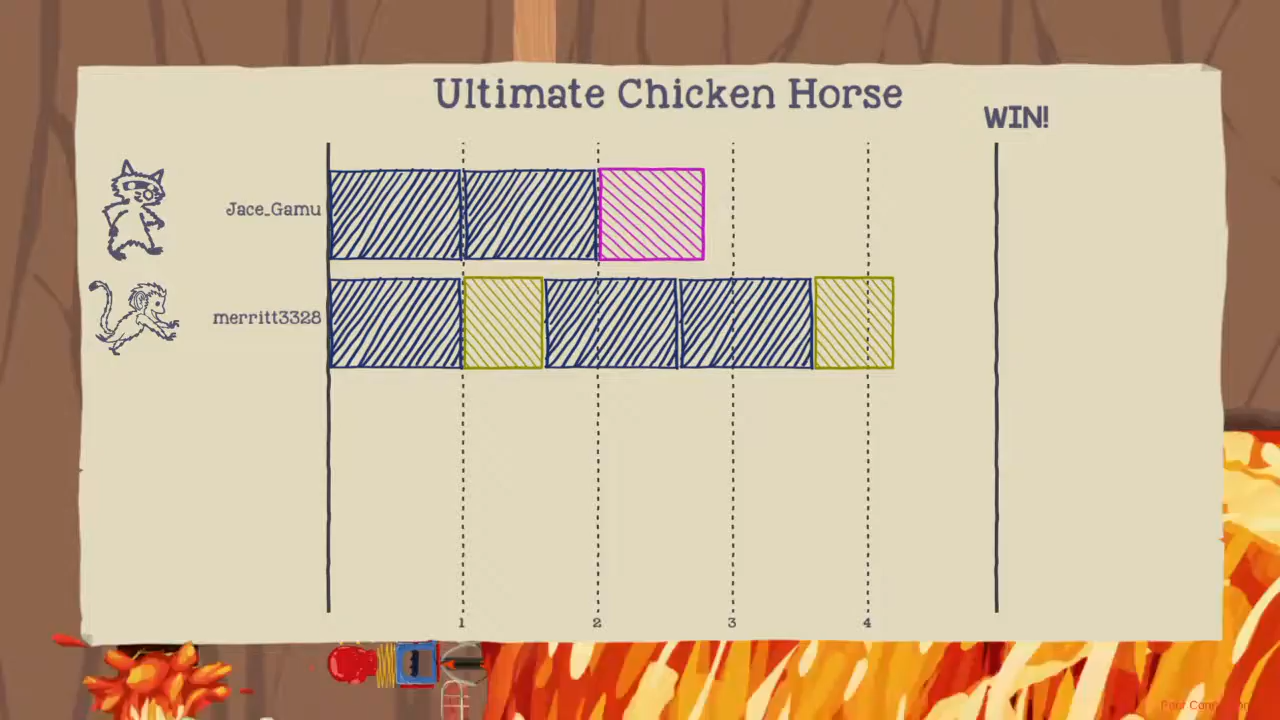 Ultimate Chicken Horse
WIN!
Jace_Gamu
merritt3328
1 2 3 4